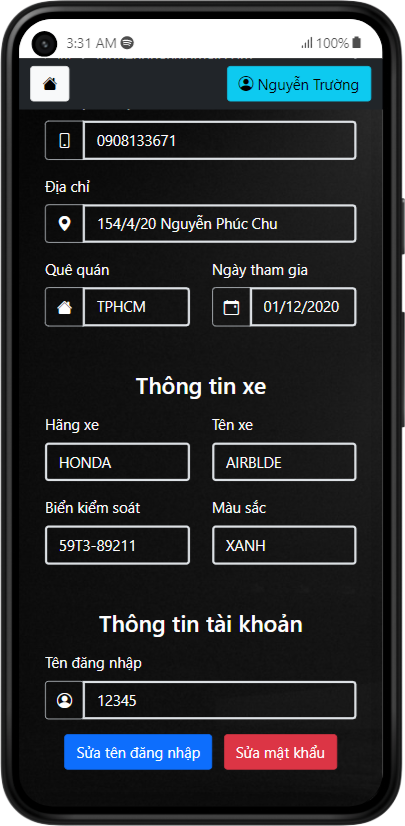 3:31 AM 100%
Nguyễn Trường
0908133671
Địa chỉ
154/4/20 Nguyễn Phúc Chu
Quê quán Ngày tham gia
TPHCM 01/12/2020
Thông tin xe
Hãng xe Tên xe
HONDA AIRBLDE
Biển kiểm soát Màu sắc
59T3-89211 XANH
Thông tin tài khoản
Tên đăng nhập
12345
Sửa tên đăng nhập Sửa mật khẩu